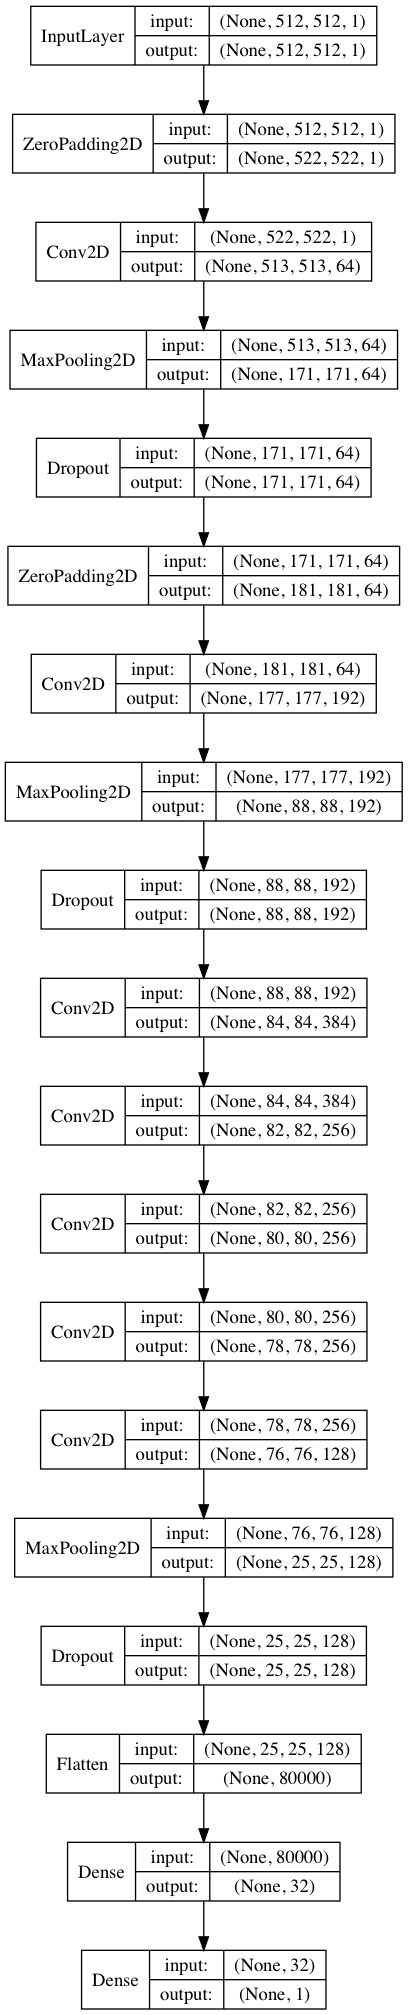 InputLayer
input: (None, 512, 512, 1)
output: (None, 512, 512, 1)
ZeroPadding2D
input: (None, 512, 512, 1)
output: (None, 522, 522, 1)
Conv2D
input: (None, 522, 522, 1)
output: (None, 513, 513, 64)
MaxPooling2D
input: (None, 513, 513, 64)
output: (None, 171, 171, 64)
Dropout
input: (None, 171, 171, 64)
output: (None, 171, 171, 64)
ZeroPadding2D
input: (None, 171, 171, 64)
output: (None, 181, 181, 64)
Conv2D
input: (None, 181, 181, 64)
output: (None, 177, 177, 192)
MaxPooling2D
input: (None, 177, 177, 192)
output: (None, 88, 88, 192)
Dropout
input: (None, 88, 88, 192)
output: (None, 88, 88, 192)
Conv2D
input: (None, 88, 88, 192)
output: (None, 84, 84, 384)
Conv2D
input: (None, 84, 84, 384)
output: (None, 82, 82, 256)
Conv2D
input: (None, 82, 82, 256)
output: (None, 80, 80, 256)
Conv2D
input: (None, 80, 80, 256)
output: (None, 78, 78, 256)
Conv2D
input: (None, 78, 78, 256)
output: (None, 76, 76, 128)
MaxPooling2D
input: (None, 76, 76, 128)
output: (None, 25, 25, 128)
Dropout
input: (None, 25, 25, 128)
output: (None, 25, 25, 128)
Flatten
input: (None, 25, 25, 128)
output: (None, 80000)
Dense
input: (None, 80000)
output: (None, 32)
Dense
input: (None, 32)
output: (None, 1)